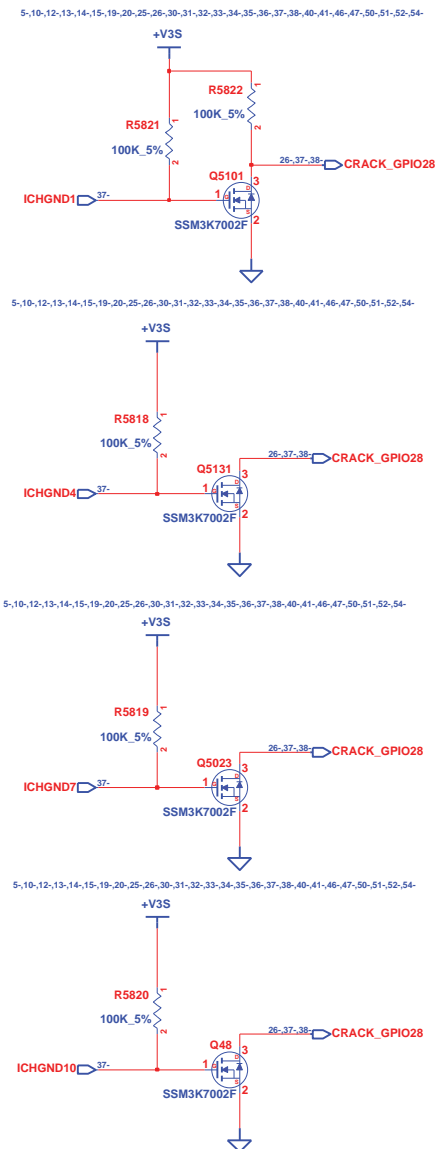 5-,10-,12-,13-,14-,15-,19-,20-,25-,26-,30-,31-,32-,33-,34-,35-,36-,37-,38-,40-,41-,46-,47-,50-,51-,52-,54-
+V3S
R5822
1
100K_5%
2
R5821
1
100K_5%
2
26-,37-,38-
CRACK_GPIO28
Q5101
3
D
ICHGND1
37-
1
G
S
2
SSM3K7002F
5-,10-,12-,13-,14-,15-,19-,20-,25-,26-,30-,31-,32-,33-,34-,35-,36-,37-,38-,40-,41-,46-,47-,50-,51-,52-,54-
+V3S
R5818
1
100K_5%
2
26-,37-,38-
CRACK_GPIO28
Q5131
3
D
ICHGND4
37-
1
G
S
2
SSM3K7002F
5-,10-,12-,13-,14-,15-,19-,20-,25-,26-,30-,31-,32-,33-,34-,35-,36-,37-,38-,40-,41-,46-,47-,50-,51-,52-,54-
+V3S
R5819
1
100K_5%
2
26-,37-,38-
CRACK_GPIO28
Q5023
3
D
ICHGND7
37-
1
G
S
2
SSM3K7002F
5-,10-,12-,13-,14-,15-,19-,20-,25-,26-,30-,31-,32-,33-,34-,35-,36-,37-,38-,40-,41-,46-,47-,50-,51-,52-,54-
+V3S
R5820
1
100K_5%
2
26-,37-,38-
CRACK_GPIO28
Q48
3
D
ICHGND10
37-
1
G
S
2
SSM3K7002F